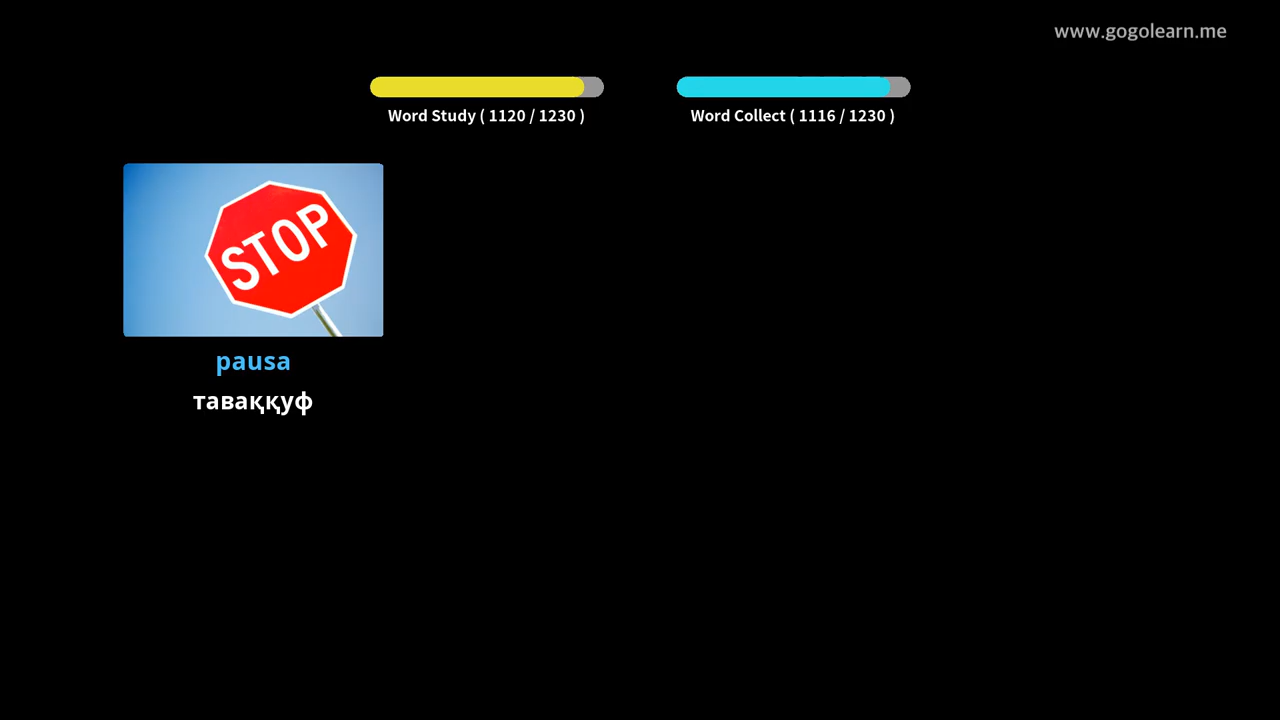 www.gogolearn.me
Word Study ( 1120 / 1230 )
Word Collect ( 1116 / 1230 )
STOP
pausa
таваққуф